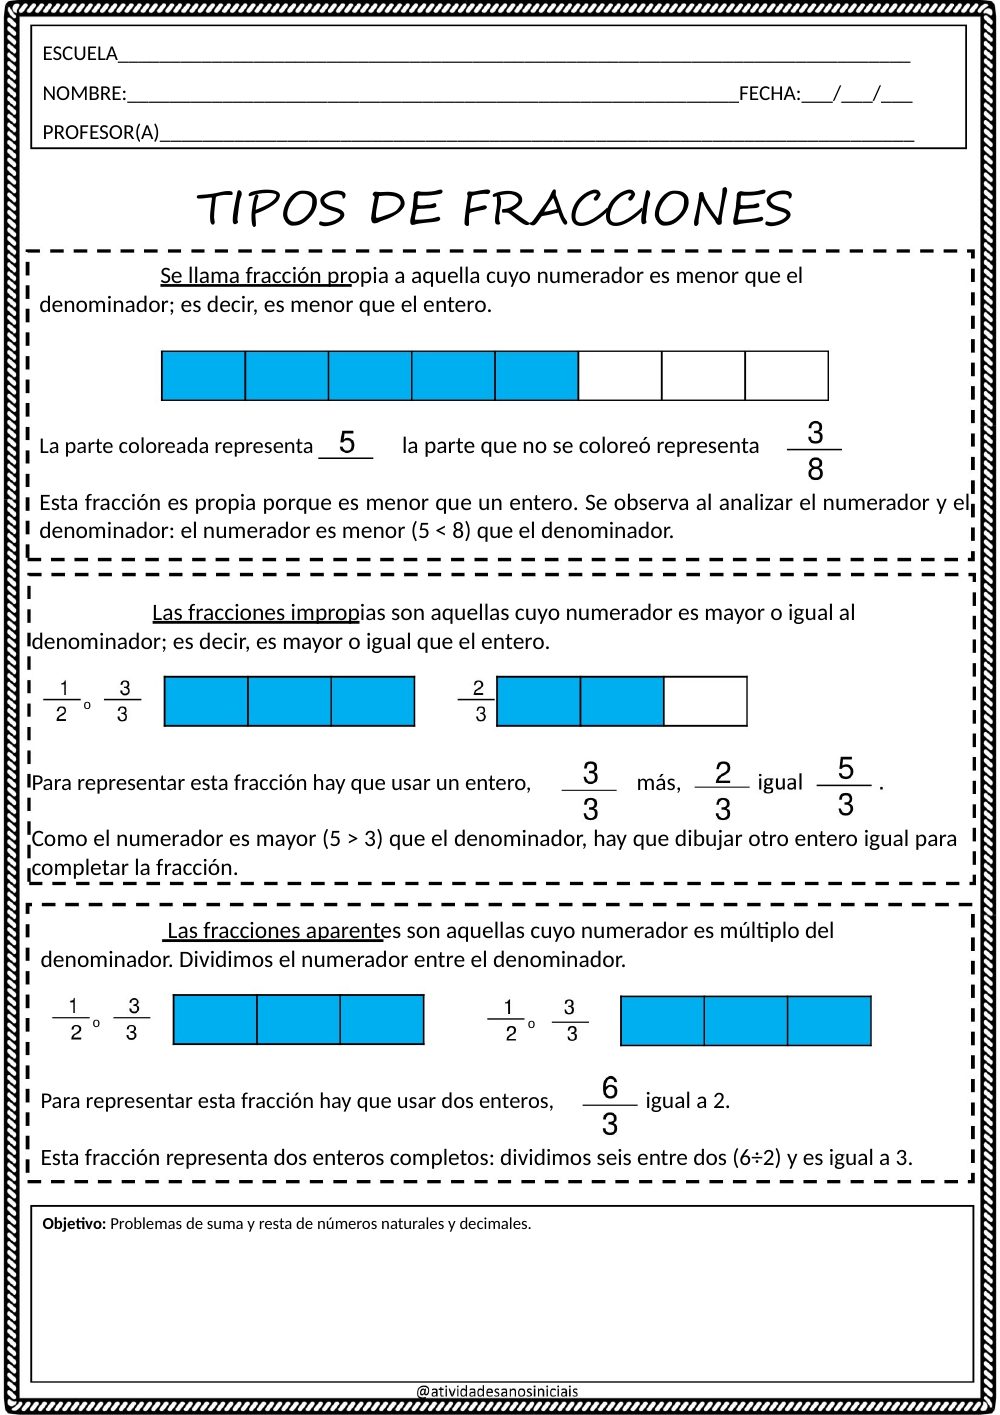 ESCUELA____________________________________________________________________________
NOMBRE:___________________________________________________________FECHA:___/___/___
PROFESOR(A)________________________________________________________________________
TIPOS DE FRACCIONES
Se llama fracción propia a aquella cuyo numerador es menor que el
denominador; es decir, es menor que el entero.
La parte coloreada representa 5 la parte que no se coloreó representa 3/8
Esta fracción es propia porque es menor que un entero. Se observa al analizar el numerador y el
denominador: el numerador es menor (5 < 8) que el denominador.
Las fracciones impropias son aquellas cuyo numerador es mayor o igual al
denominador; es decir, es mayor o igual que el entero.
1/2 o 3/3 2/3
Para representar esta fracción hay que usar un entero, 3/3 más, 2/3 igual 5/3 .
Como el numerador es mayor (5 > 3) que el denominador, hay que dibujar otro entero igual para
completar la fracción.
Las fracciones aparentes son aquellas cuyo numerador es múltiplo del
denominador. Dividimos el numerador entre el denominador.
1/2 o 3/3 1/2 o 3/3
Para representar esta fracción hay que usar dos enteros, 6/3 igual a 2.
Esta fracción representa dos enteros completos: dividimos seis entre dos (6÷2) y es igual a 3.
Objetivo: Problemas de suma y resta de números naturales y decimales.
@atividadesanosiniciais